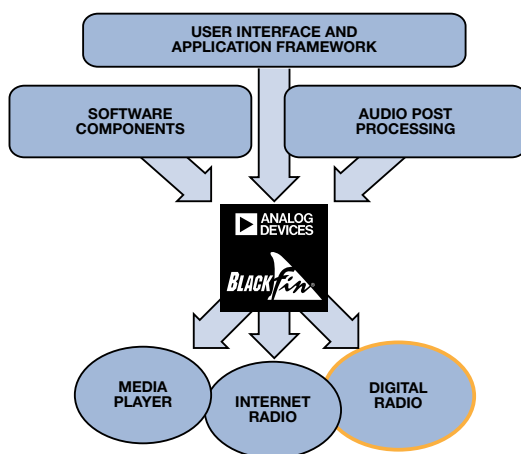 USER INTERFACE AND
APPLICATION FRAMEWORK
SOFTWARE
COMPONENTS
AUDIO POST
PROCESSING
ANALOG
DEVICES
BLACKfin®
MEDIA
PLAYER
INTERNET
RADIO
DIGITAL
RADIO